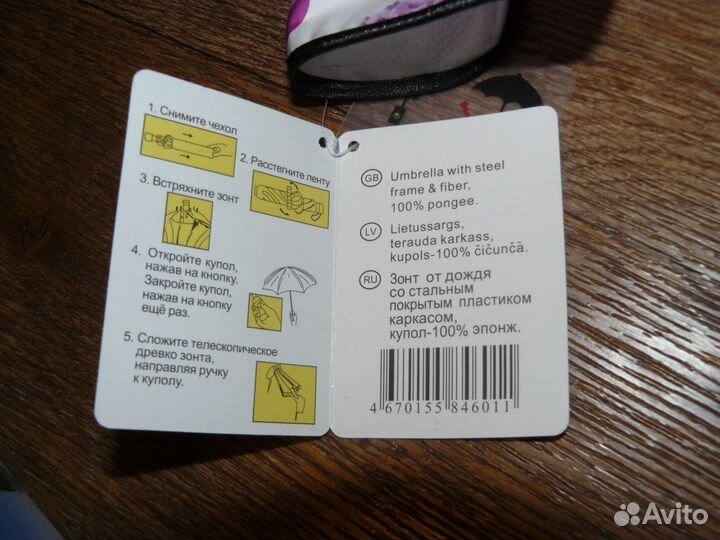 1. Снимите чехол
2. Расстегните ленту
3. Встряхните зонт
4. Откройте купол,
нажав на кнопку.
Закройте купол,
нажав на кнопку
ещё раз.
5. Сложите телескопическое
древко зонта,
направляя ручку
к куполу.
GB Umbrella with steel
frame & fiber,
100% pongee.
LV Lietussargs,
terauda karkass,
kupols-100% čičunčā.
RU Зонт от дождя
со стальным
покрытым пластиком
каркасом,
купол-100% эпонж.
4 670155 846011
Avito